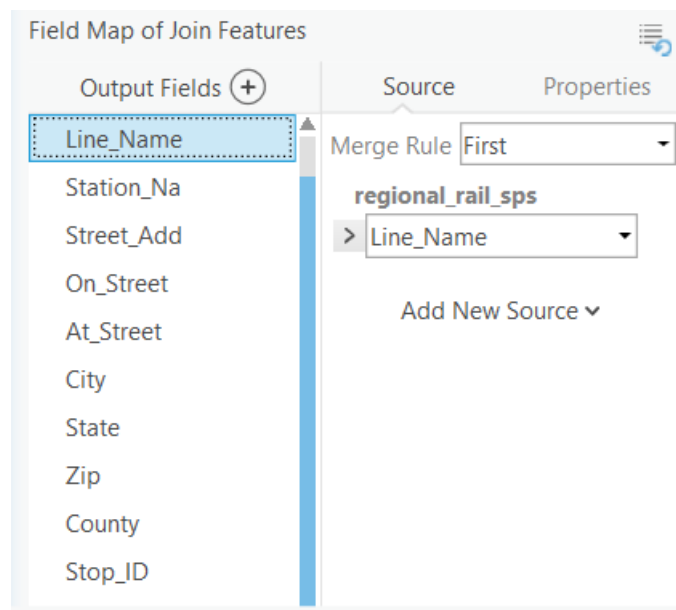 Field Map of Join Features
Output Fields
Line_Name
Station_Na
Street_Add
On_Street
At_Street
City
State
Zip
County
Stop_ID
Source Properties
Merge Rule First
regional_rail_sps
Line_Name
Add New Source